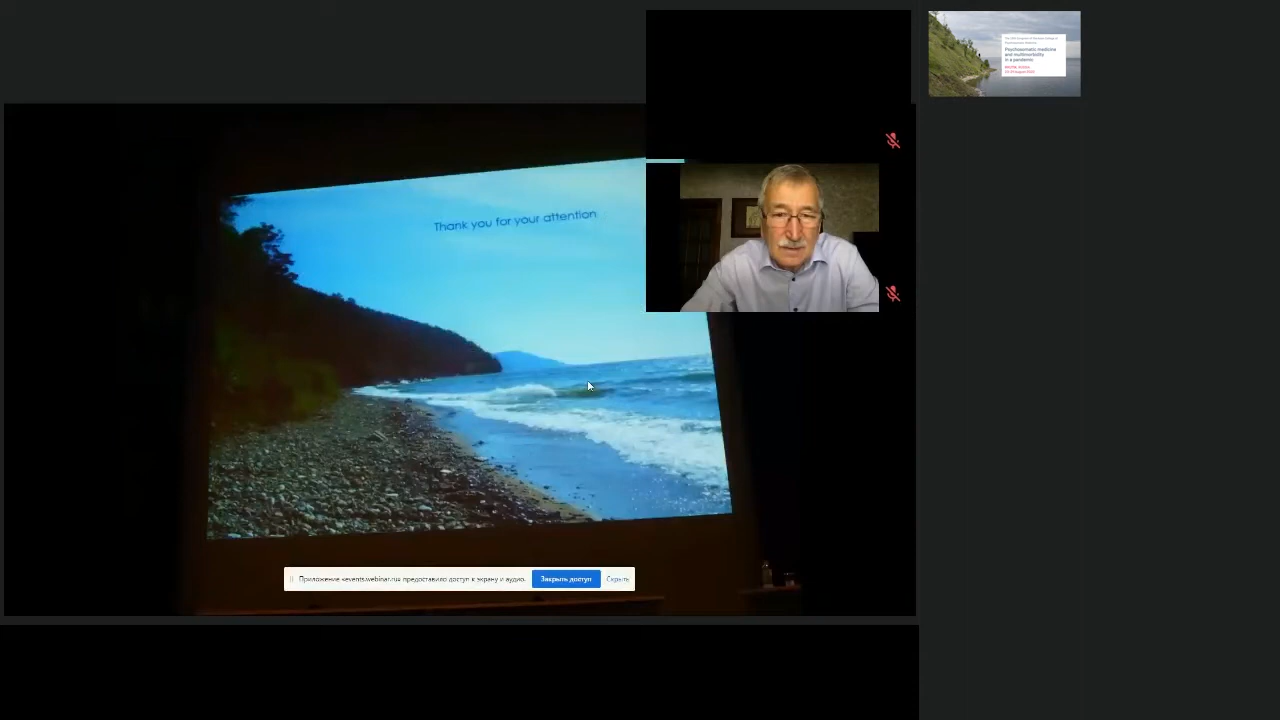 Thank you for your attention
Psychosomatic medicine
and multimorbidity
in a pandemic
Приложение «events.webinar.ru» предоставило доступ к экрану и аудио.
Закрыть доступ
Скрыть